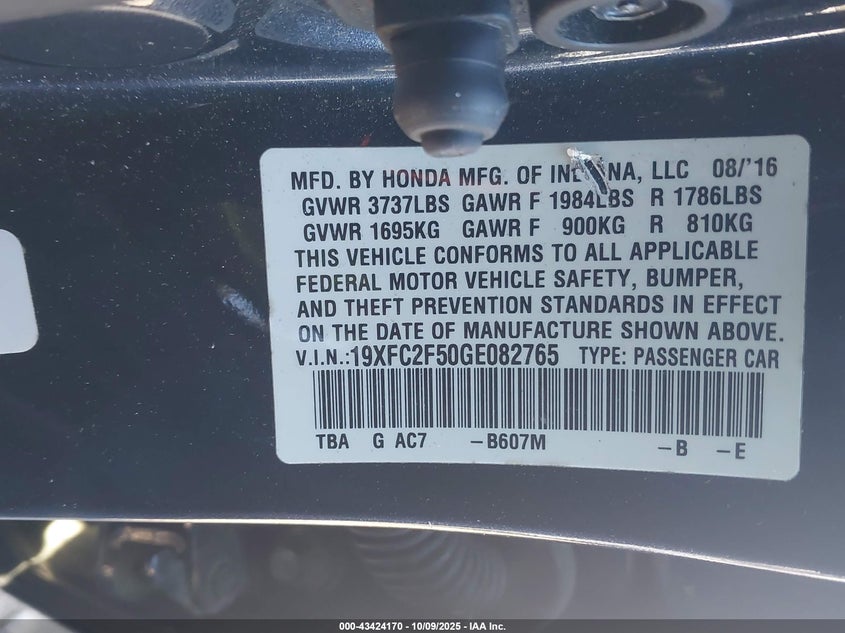 MFD. BY HONDA MFG. OF INDIANA, LLC 08/'16
GVWR 3737LBS GAWR F 1984LBS R 1786LBS
GVWR 1695KG GAWR F 900KG R 810KG
THIS VEHICLE CONFORMS TO ALL APPLICABLE
FEDERAL MOTOR VEHICLE SAFETY, BUMPER,
AND THEFT PREVENTION STANDARDS IN EFFECT
ON THE DATE OF MANUFACTURE SHOWN ABOVE.
V.I.N.:19XFC2F50GE082765 TYPE: PASSENGER CAR
TBA G AC7 -B607M -B -E
000-43424170 - 10/09/2025 - IAA Inc.